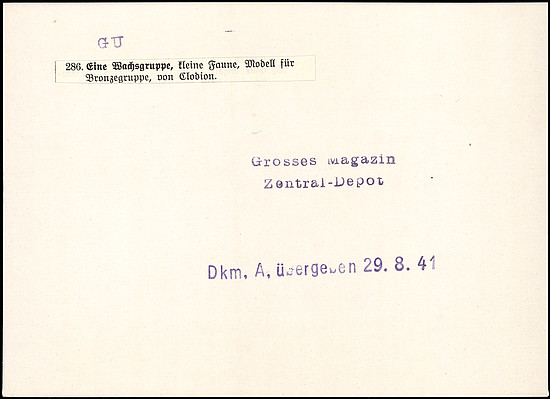 GU
286. Eine Wachsgruppe, kleine Faune, Modell für
Bronzegruppe, von Clodion.
Grosses Magazin
Zentral-Depot
Dkm. A. übergeben 29. 8. 41